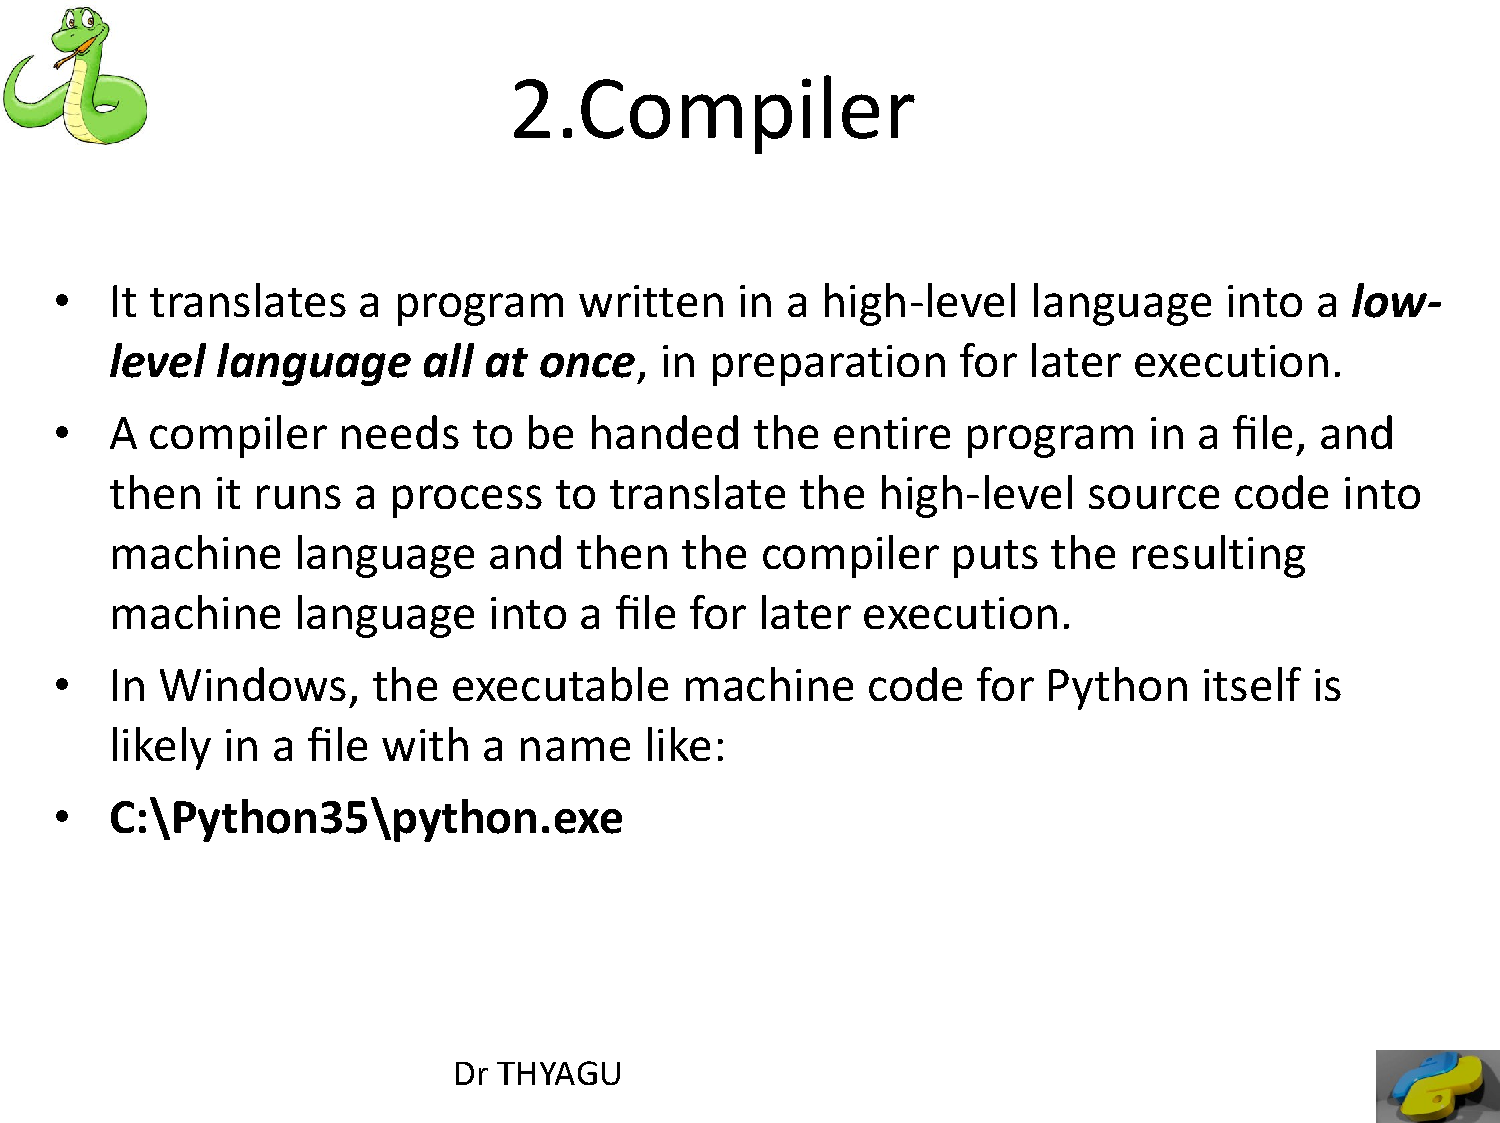 2.Compiler
• It translates a program written in a high-level language into a low-
level language all at once, in preparation for later execution.
• A compiler needs to be handed the entire program in a file, and
then it runs a process to translate the high-level source code into
machine language and then the compiler puts the resulting
machine language into a file for later execution.
• In Windows, the executable machine code for Python itself is
likely in a file with a name like:
• C:\Python35\python.exe
Dr THYAGU